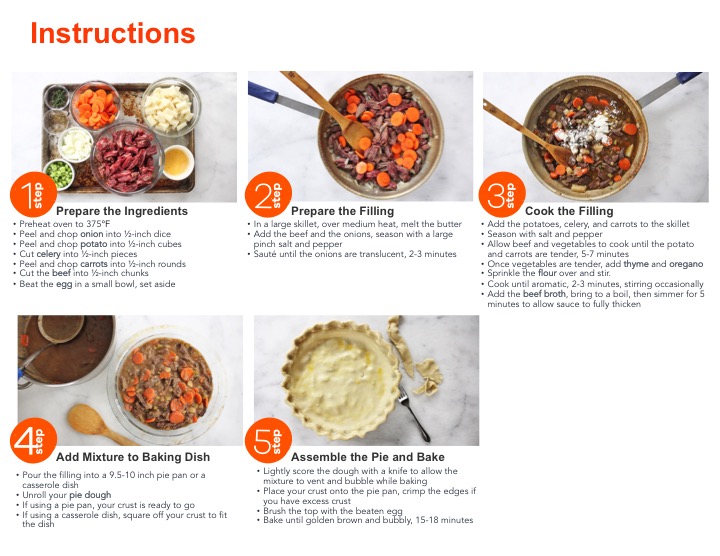 Instructions
1 step
Prepare the Ingredients
• Preheat oven to 375°F
• Peel and chop onion into ½-inch dice
• Peel and chop potato into ½-inch cubes
• Cut celery into ½-inch pieces
• Peel and chop carrots into ½-inch rounds
• Cut the beef into ½-inch chunks
• Beat the egg in a small bowl, set aside
2 step
Prepare the Filling
• In a large skillet, over medium heat, melt the butter
• Add the beef and the onions, season with a large
pinch salt and pepper
• Sauté until the onions are translucent, 2-3 minutes
3 step
Cook the Filling
• Add the potatoes, celery, and carrots to the skillet
• Season with salt and pepper
• Allow beef and vegetables to cook until the potato
and carrots are tender, 5-7 minutes
• Once vegetables are tender, add thyme and oregano
• Sprinkle the flour over and stir.
• Cook until aromatic, 2-3 minutes, stirring occasionally
• Add the beef broth, bring to a boil, then simmer for 5
minutes to allow sauce to fully thicken
4 step
Add Mixture to Baking Dish
• Pour the filling into a 9.5-10 inch pie pan or a
casserole dish
• Unroll your pie dough
• If using a pie pan, your crust is ready to go
• If using a casserole dish, square off your crust to fit
the dish
5 step
Assemble the Pie and Bake
• Lightly score the dough with a knife to allow the
mixture to vent and bubble while baking
• Place your crust onto the pie pan, crimp the edges if
you have excess crust
• Brush the top with the beaten egg
• Bake until golden brown and bubbly, 15-18 minutes